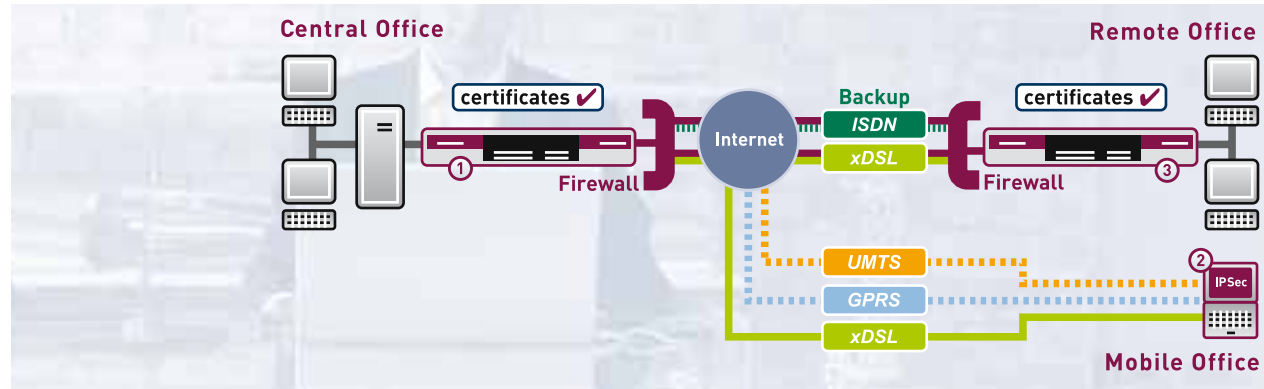 Central Office
Remote Office
certificates ✔
Backup
certificates ✔
ISDN
Internet
xDSL
1
Firewall
Firewall
3
UMTS
2
IPSec
GPRS
xDSL
Mobile Office